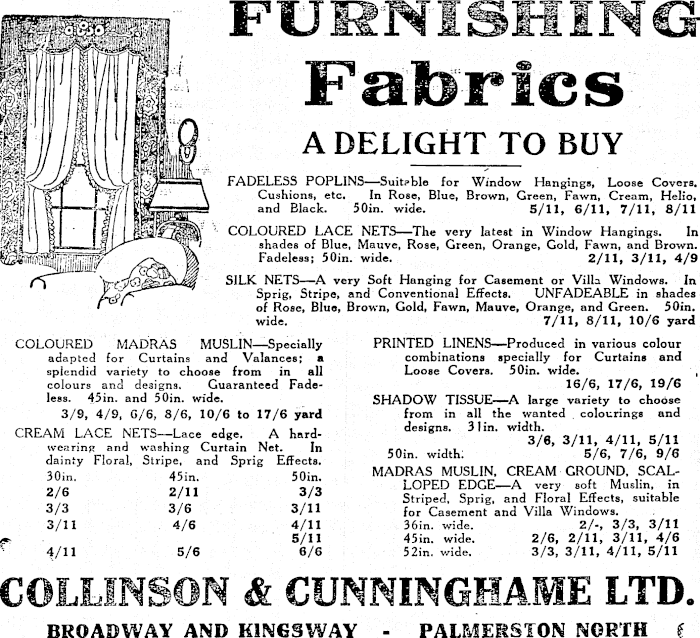 FURNISHING
Fabrics
A DELIGHT TO BUY
FADELESS POPLINS—Suitable for Window Hangings, Loose Covers.
Cushions, etc. In Rose, Blue, Brown, Green, Fawn, Cream, Helio,
and Black. 50in. wide. 5/11, 6/11, 7/11, 8/11
COLOURED LACE NETS—The very latest in Window Hangings. In
shades of Blue, Mauve, Rose, Green, Orange, Gold, Fawn, and Brown.
Fadeless; 50in. wide. 2/11, 3/11, 4/9
SILK NETS—A very Soft Hanging for Casement or Villa Windows. In
Sprig, Stripe, and Conventional Effects. UNFADEABLE in shades
of Rose, Blue, Brown, Gold, Fawn, Mauve, Orange, and Green. 50in.
wide. 7/11, 8/11, 10/6 yard
COLOURED MADRAS MUSLIN—Specially
adapted for Curtains and Valances; a
splendid variety to choose from in all
colours and designs. Guaranteed Fade-
less. 45in. and 50in. wide.
3/9, 4/9, 6/6, 8/6, 10/6 to 17/6 yard
CREAM LACE NETS—Lace edge. A hard-
wearing and washing Curtain Net. In
dainty Floral, Stripe, and Sprig Effects.
30in. 45in. 50in.
2/6 2/11 3/3
3/3 3/6 3/11
3/11 4/6 4/11
5/11
4/11 5/6 6/6
PRINTED LINENS—Produced in various colour
combinations specially for Curtains and
Loose Covers. 50in. wide.
16/6, 17/6, 19/6
SHADOW TISSUE—A large variety to choose
from in all the wanted colourings and
designs. 31in. width.
3/6, 3/11, 4/11, 5/11
50in. width. 5/6, 7/6, 9/6
MADRAS MUSLIN, CREAM GROUND, SCAL-
LOPED EDGE—A very soft Muslin, in
Striped, Sprig, and Floral Effects, suitable
for Casement and Villa Windows.
36in. wide. 2/-, 3/3, 3/11
45in. wide. 2/6, 2/11, 3/11, 4/6
52in. wide. 3/3, 3/11, 4/11, 5/11
COLLINSON & CUNNINGHAME LTD.
BROADWAY AND KINGSWAY - PALMERSTON NORTH